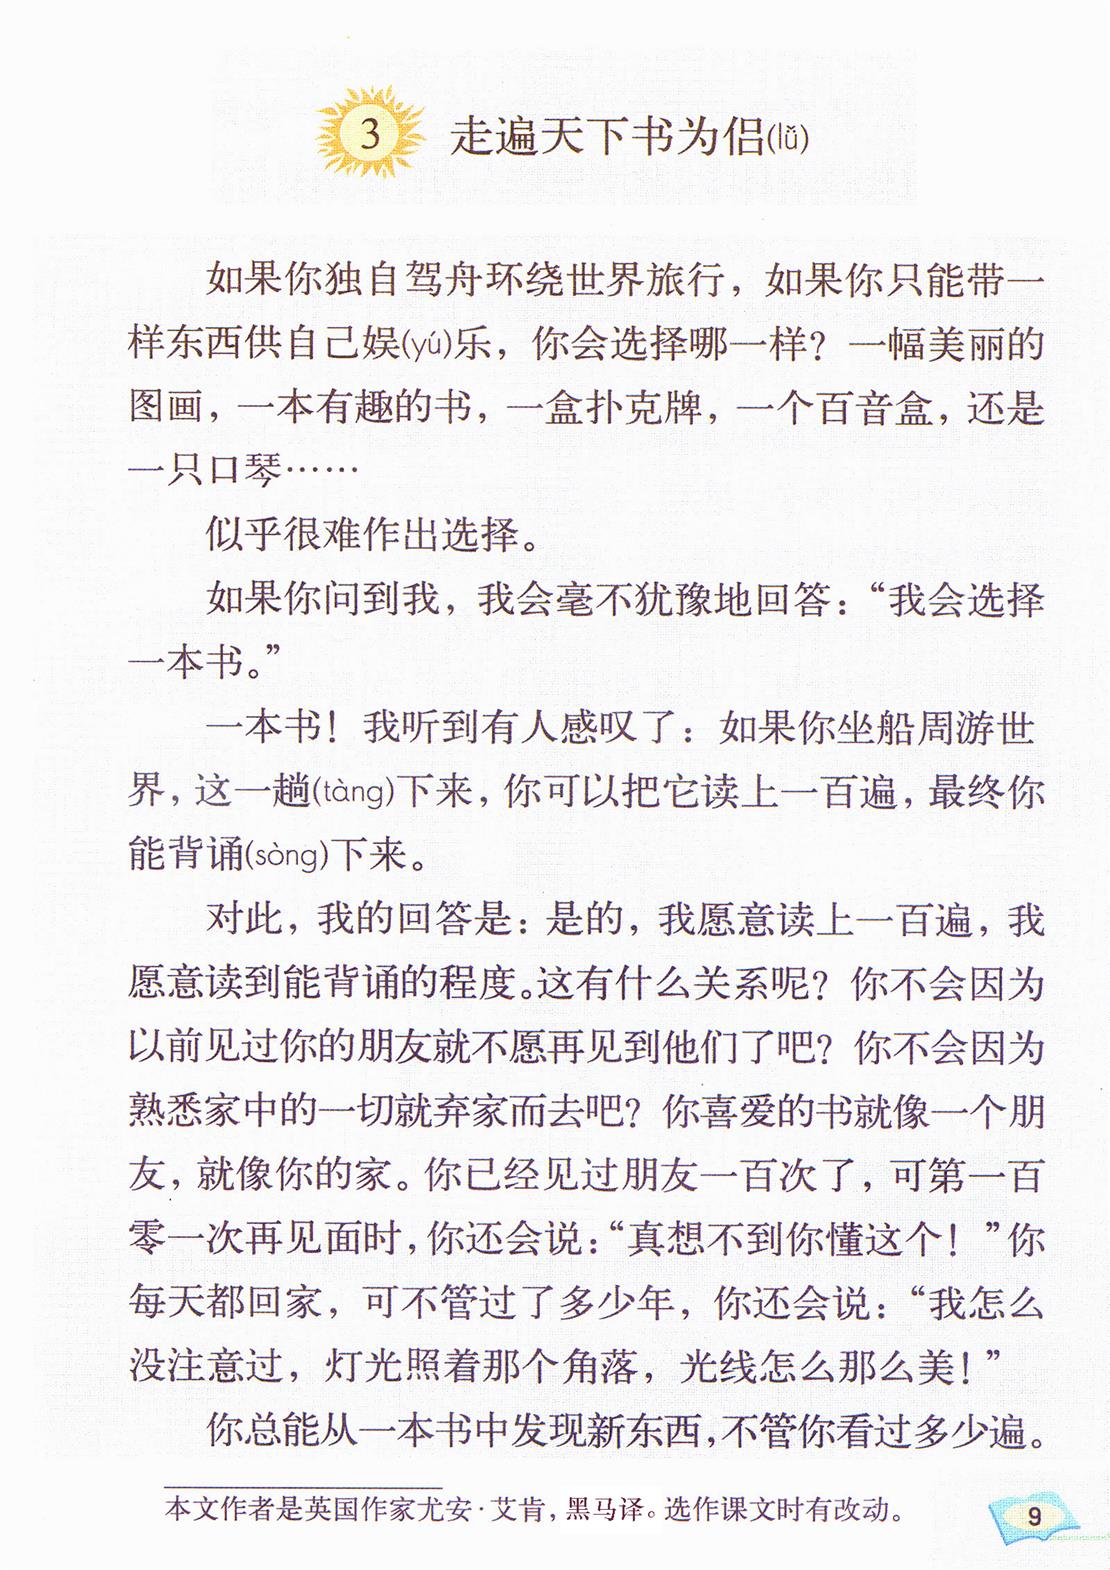 3 走遍天下书为侣(lǚ)
如果你独自驾舟环绕世界旅行，如果你只能带一
样东西供自己娱(yú)乐，你会选择哪一样？一幅美丽的
图画，一本有趣的书，一盒扑克牌，一个百音盒，还是
一只口琴……
似乎很难作出选择。
如果你问到我，我会毫不犹豫地回答：“我会选择
一本书。”
一本书！我听到有人感叹了：如果你坐船周游世
界，这一趟(tàng)下来，你可以把它读上一百遍，最终你
能背诵(sòng)下来。
对此，我的回答是：是的，我愿意读上一百遍，我
愿意读到能背诵的程度。这有什么关系呢？你不会因为
以前见过你的朋友就不愿再见到他们了吧？你不会因为
熟悉家中的一切就弃家而去吧？你喜爱的书就像一个朋
友，就像你的家。你已经见过朋友一百次了，可第一百
零一次再见面时，你还会说：“真想不到你懂这个！”你
每天都回家，可不管过了多少年，你还会说：“我怎么
没注意过，灯光照着那个角落，光线怎么那么美！”
你总能从一本书中发现新东西，不管你看过多少遍。
本文作者是英国作家尤安·艾肯，黑马译。选作课文时有改动。
9